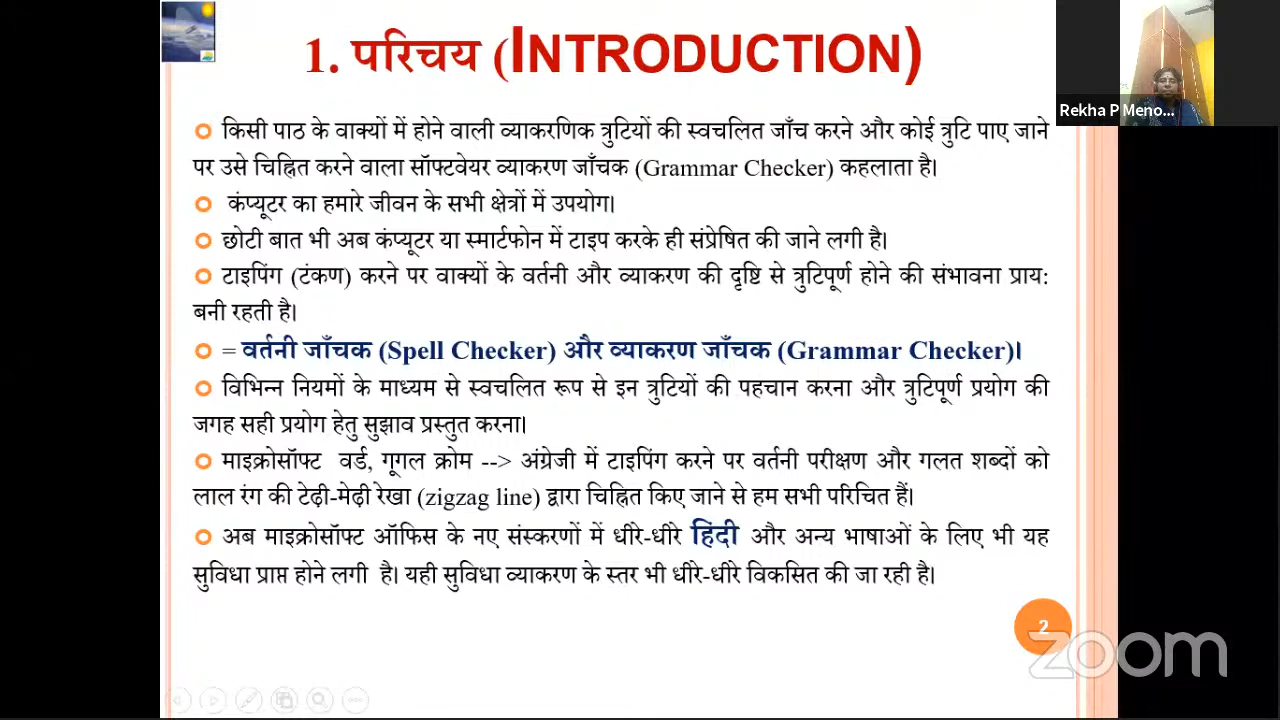 1. परिचय (INTRODUCTION)
Rekha P Meno...
किसी पाठ के वाक्यों में होने वाली व्याकरणिक त्रुटियों की स्वचलित जाँच करने और कोई त्रुटि पाए जाने
पर उसे चिह्नित करने वाला सॉफ्टवेयर व्याकरण जाँचक (Grammar Checker) कहलाता है।
कंप्यूटर का हमारे जीवन के सभी क्षेत्रों में उपयोग।
छोटी बात भी अब कंप्यूटर या स्मार्टफोन में टाइप करके ही संप्रेषित की जाने लगी है।
टाइपिंग (टंकण) करने पर वाक्यों के वर्तनी और व्याकरण की दृष्टि से त्रुटिपूर्ण होने की संभावना प्राय:
बनी रहती है।
= वर्तनी जाँचक (Spell Checker) और व्याकरण जाँचक (Grammar Checker)।
विभिन्न नियमों के माध्यम से स्वचलित रूप से इन त्रुटियों की पहचान करना और त्रुटिपूर्ण प्रयोग की
जगह सही प्रयोग हेतु सुझाव प्रस्तुत करना।
माइक्रोसॉफ्ट वर्ड, गूगल क्रोम --> अंग्रेजी में टाइपिंग करने पर वर्तनी परीक्षण और गलत शब्दों को
लाल रंग की टेढ़ी-मेढ़ी रेखा (zigzag line) द्वारा चिह्नित किए जाने से हम सभी परिचित हैं।
अब माइक्रोसॉफ्ट ऑफिस के नए संस्करणों में धीरे-धीरे हिंदी और अन्य भाषाओं के लिए भी यह
सुविधा प्राप्त होने लगी है। यही सुविधा व्याकरण के स्तर भी धीरे-धीरे विकसित की जा रही है।
2
zoom